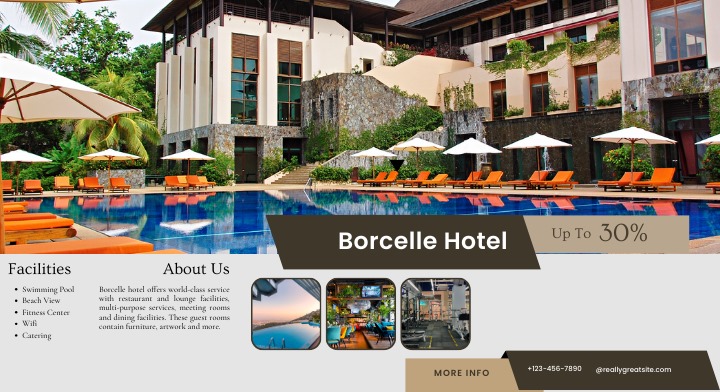 Borcelle Hotel
Up To 30%
Facilities
• Swimming Pool
• Beach View
• Fitness Center
• Wifi
• Catering
About Us
Borcelle hotel offers world-class service
with restaurant and lounge facilities,
multi-purpose services, meeting rooms
and dining facilities. These guest rooms
contain furniture, artwork and more.
MORE INFO
+123-456-7890
@reallygreatsite.com